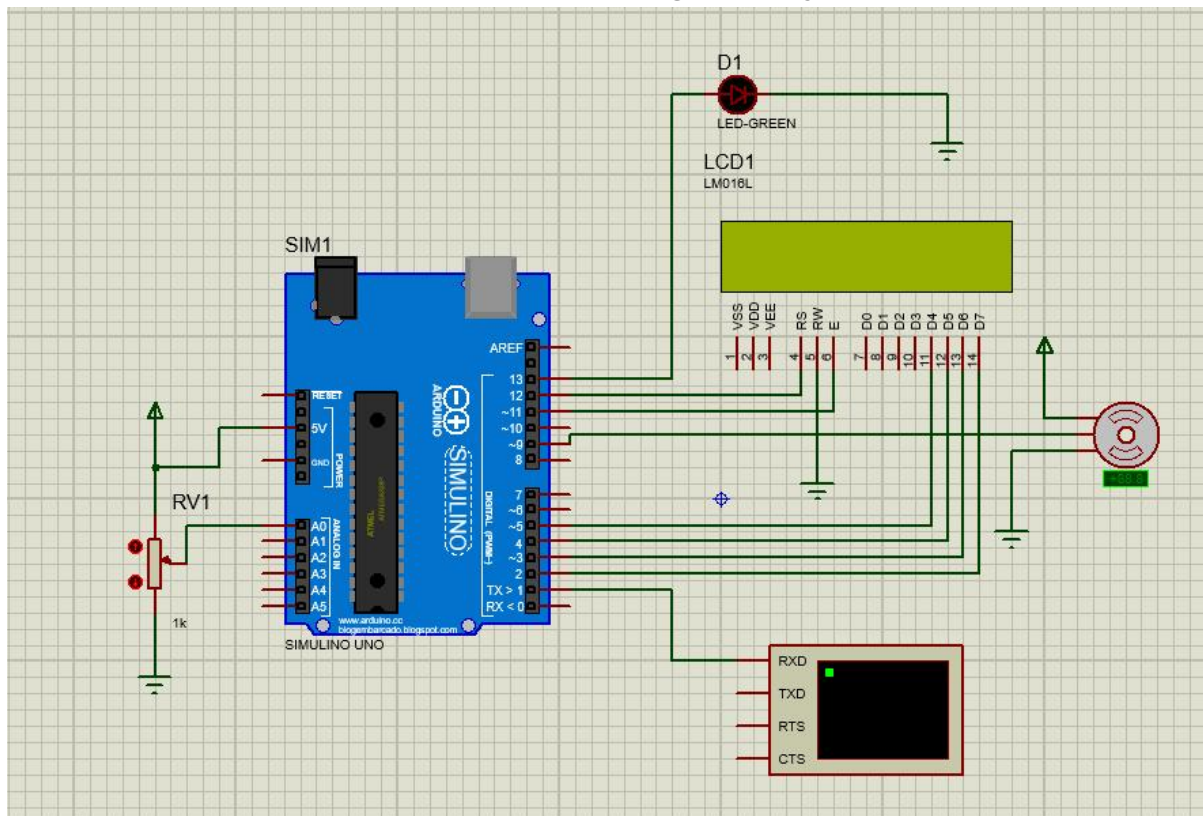 D1
LED-GREEN
LCD1
LM016L
SIM1
VSS
VDD
VEE
RS
RW
E
D0
D1
D2
D3
D4
D5
D6
D7
1
2
3
4
5
6
7
8
9
10
11
12
13
14
AREF
13
12
~11
~10
~9
8
RESET
5V
GND
POWER
ARDUINO
SIMULINO
DIGITAL (PWM~)
ATMEL
RV1
1k
A0
A1
A2
A3
A4
A5
ANALOG IN
7
~6
~5
4
~3
2
TX > 1
RX < 0
www.arduino.cc
blogembarcado.blogspot.com
SIMULINO UNO
RXD
TXD
RTS
CTS